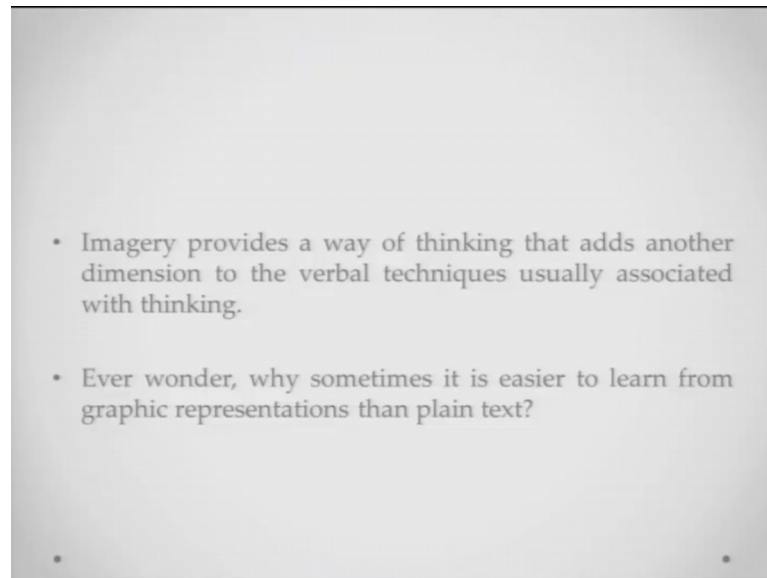 • Imagery provides a way of thinking that adds another
dimension to the verbal techniques usually associated
with thinking.
• Ever wonder, why sometimes it is easier to learn from
graphic representations than plain text?